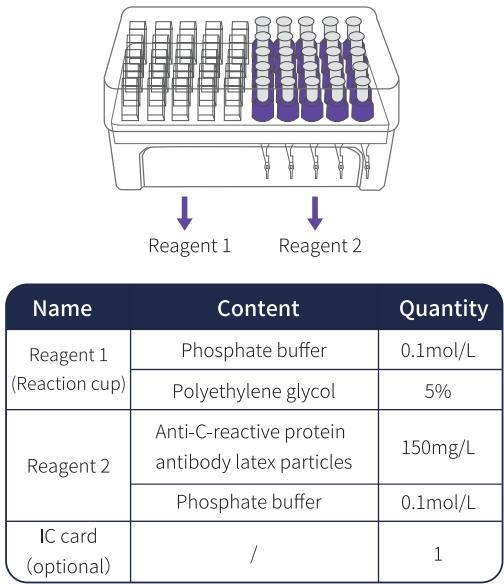 Reagent 1
Reagent 2
Name
Content
Quantity
Reagent 1
(Reaction cup)
Phosphate buffer
0.1mol/L
Polyethylene glycol
5%
Reagent 2
Anti-C-reactive protein
antibody latex particles
150mg/L
Phosphate buffer
0.1mol/L
IC card
（optional）
/
1